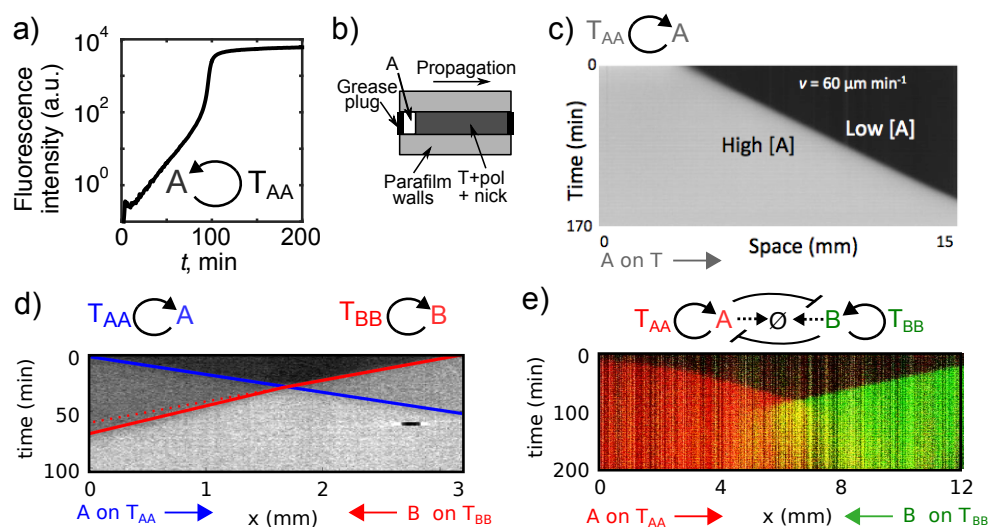 a)
Fluorescence
intensity (a.u.)
10⁴
10²
10⁰
0
100
200
t, min
A
T_AA
b)
A
Propagation
Grease
plug
Parafilm
walls
T+pol
+ nick
c)
T_AA A
Time (min)
0
170
v = 60 µm min⁻¹
High [A]
Low [A]
0
Space (mm)
15
A on T
d)
T_AA A
T_BB B
time (min)
0
50
100
0
1
2
3
A on T_AA
x (mm)
B on T_BB
e)
T_AA A Ø B T_BB
time (min)
0
100
200
0
4
8
12
A on T_AA
x (mm)
B on T_BB